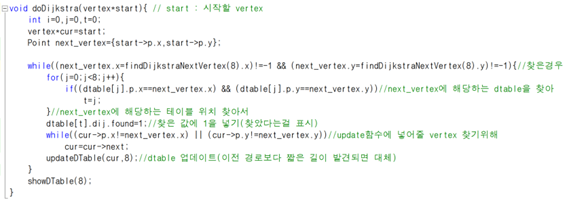 void doDijkstra(vertex*start){ // start : 시작할 vertex
int i=0,j=0,t=0;
vertex*cur=start;
Point next_vertex={start->p.x,start->p.y};
while((next_vertex.x=findDijkstraNextVertex(8).x)!=-1 && (next_vertex.y=findDijkstraNextVertex(8).y)!=-1){//찾은경우
for(j=0;j<8;j++){
if((dtable[j].p.x==next_vertex.x) && (dtable[j].p.y==next_vertex.y))//next_vertex에 해당하는 dtable을 찾아
t=j;
}//next_vertex에 해당하는 테이블 위치 찾아서
dtable[t].dij.found=1;//찾은 값에 1을 넣기(찾았다는걸 표시)
while((cur->p.x!=next_vertex.x) || (cur->p.y!=next_vertex.y))//update함수에 넣어줄 vertex 찾기위해
cur=cur->next;
updateDTable(cur,8);//dtable 업데이트(이전 경로보다 짧은 길이 발견되면 대체)
}
showDTable(8);
}